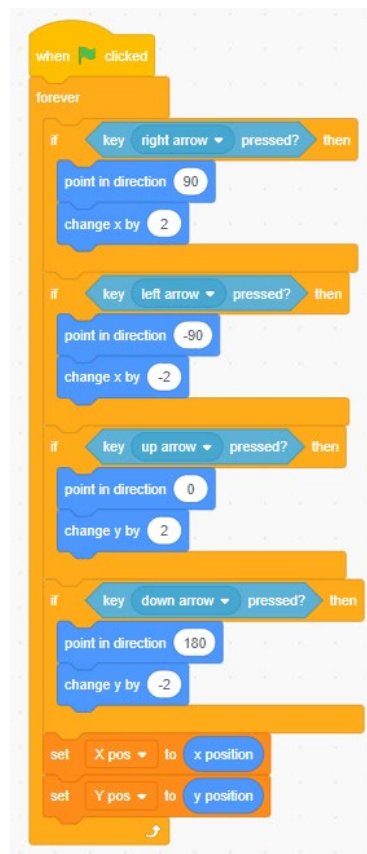 when clicked
forever
if key right arrow pressed? then
point in direction 90
change x by 2
if key left arrow pressed? then
point in direction -90
change x by -2
if key up arrow pressed? then
point in direction 0
change y by 2
if key down arrow pressed? then
point in direction 180
change y by -2
set X pos to x position
set Y pos to y position